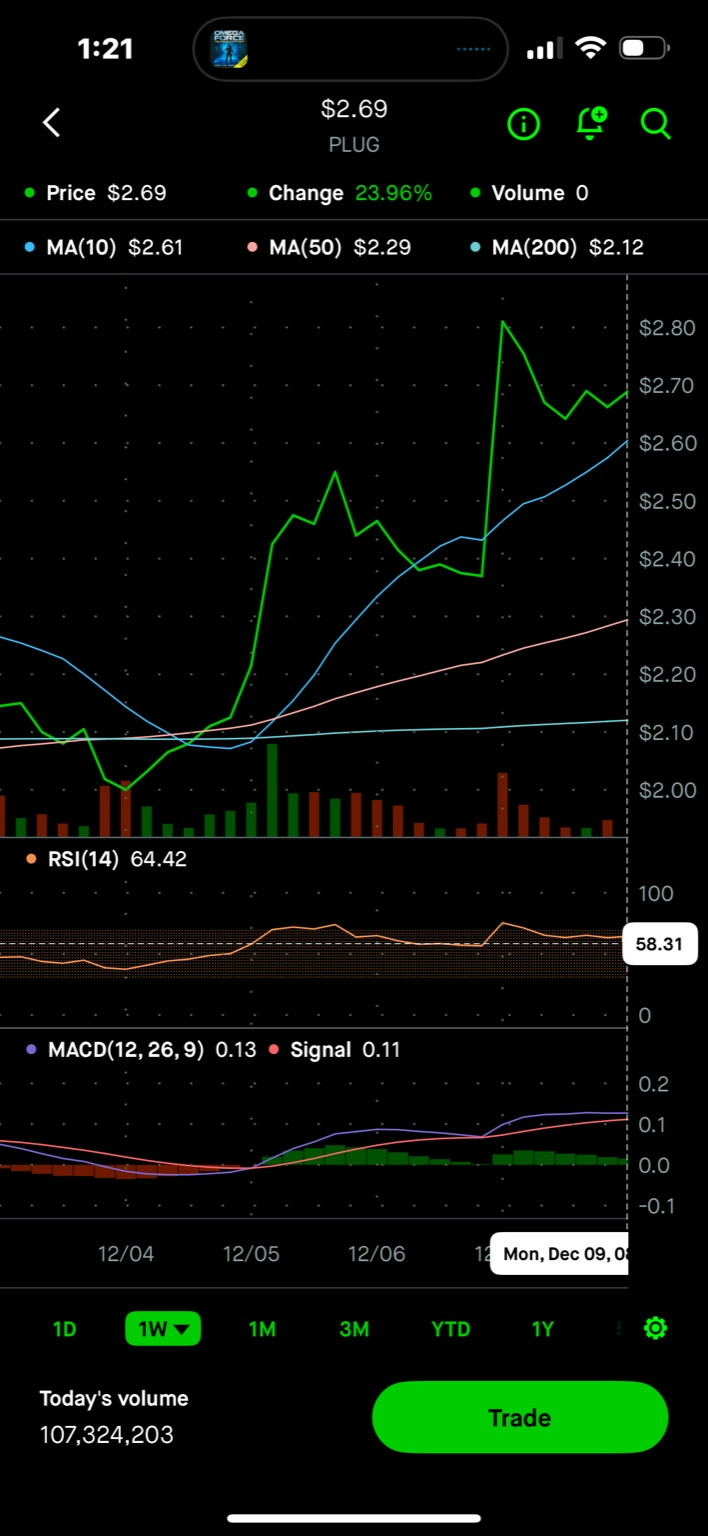 1:21
OMEGA
FORCE
$2.69
PLUG
Price $2.69 Change 23.96% Volume 0
MA(10) $2.61 MA(50) $2.29 MA(200) $2.12
$2.80
$2.70
$2.60
$2.50
$2.40
$2.30
$2.20
$2.10
$2.00
RSI(14) 64.42
100
58.31
0
MACD(12, 26, 9) 0.13 Signal 0.11
0.2
0.1
0.0
-0.1
12/04 12/05 12/06 Mon, Dec 09,
1D 1W 1M 3M YTD 1Y
Today's volume
107,324,203
Trade